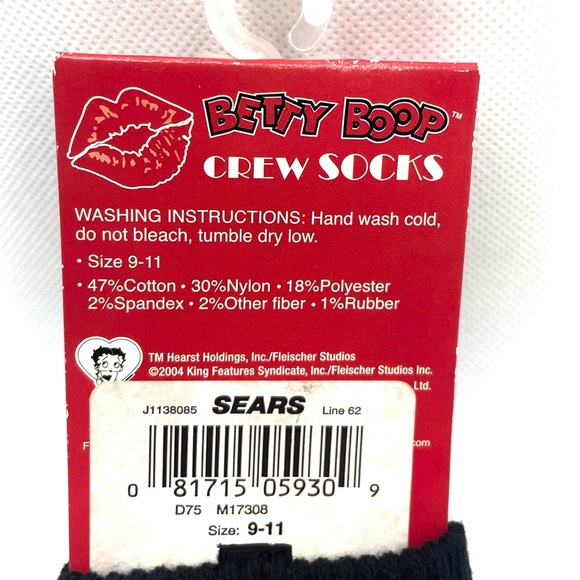 BETTY BOOP™
CREW SOCKS
WASHING INSTRUCTIONS: Hand wash cold,
do not bleach, tumble dry low.
• Size 9-11
• 47%Cotton • 30%Nylon • 18%Polyester
2%Spandex • 2%Other fiber • 1%Rubber
TM Hearst Holdings, Inc./Fleischer Studios
©2004 King Features Syndicate, Inc./Fleischer Studios Inc.
Ltd.
com
J1138085 SEARS Line 62
0 81715 05930 9
D75 M17308
Size: 9-11